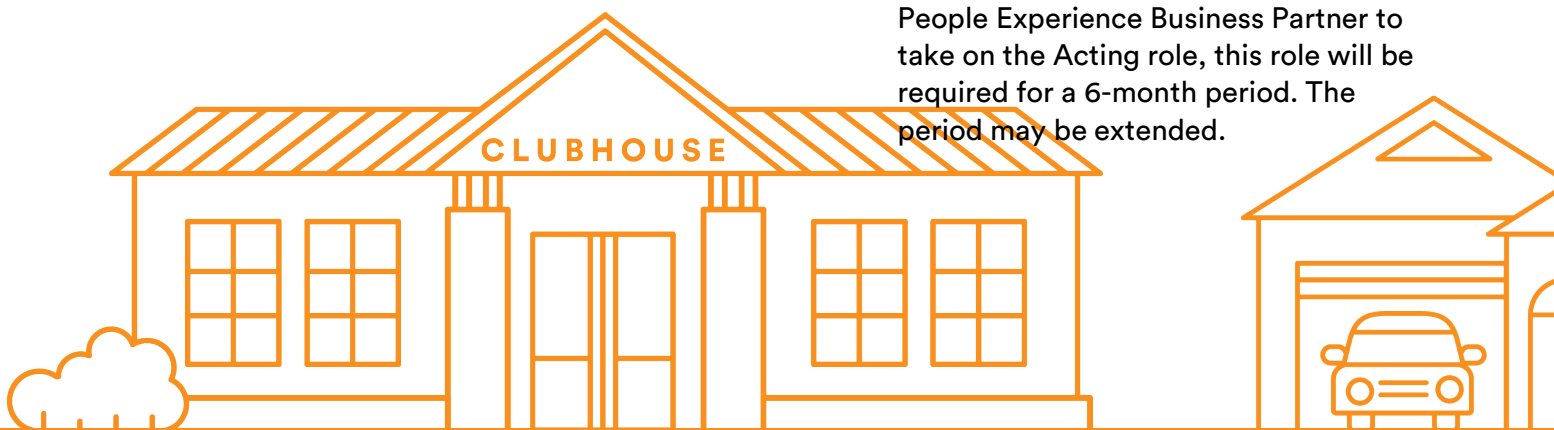 People Experience Business Partner to
take on the Acting role, this role will be
required for a 6-month period. The
period may be extended.
CLUBHOUSE